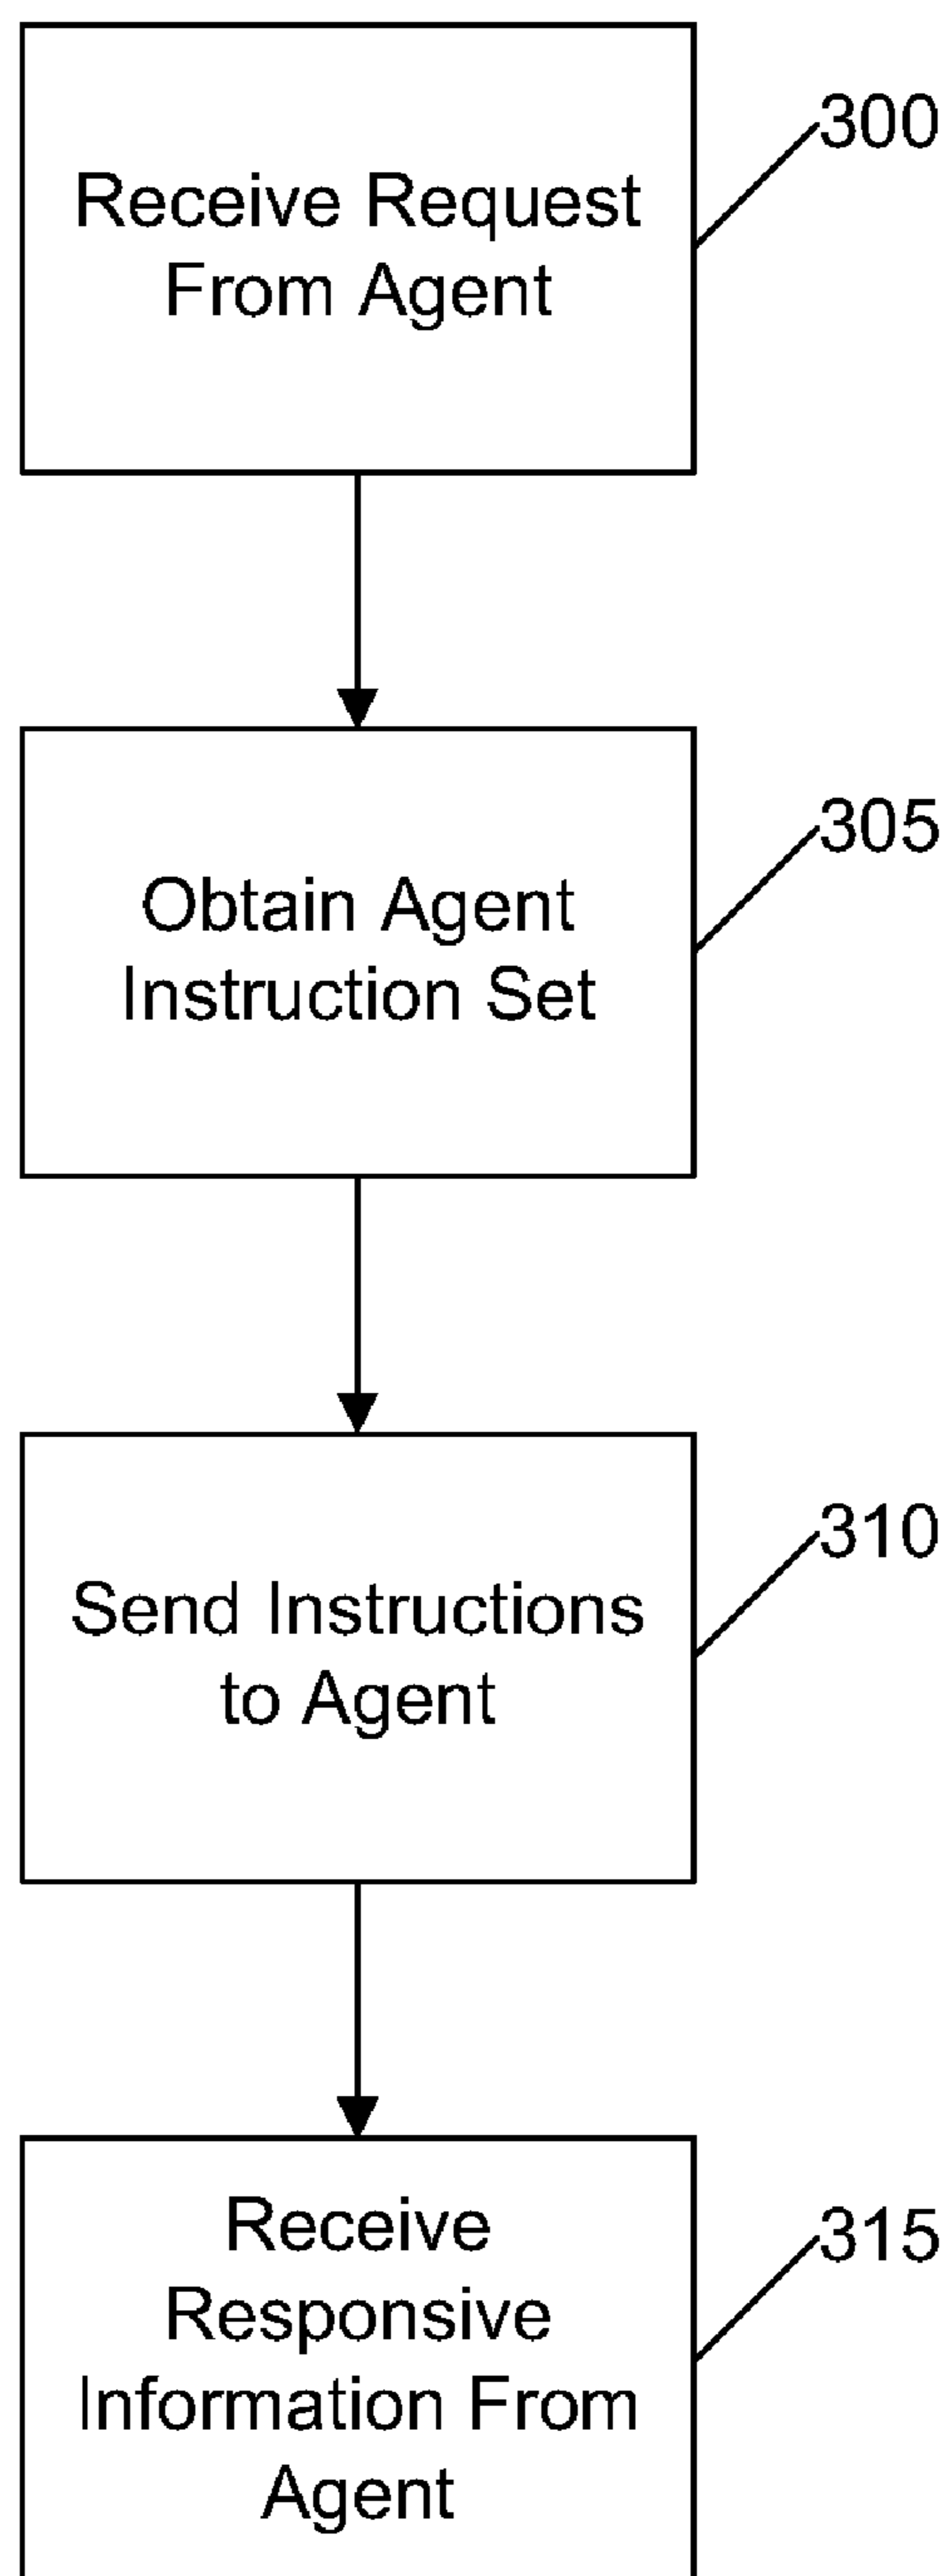 300
Receive Request
From Agent
305
Obtain Agent
Instruction Set
310
Send Instructions
to Agent
315
Receive
Responsive
Information From
Agent